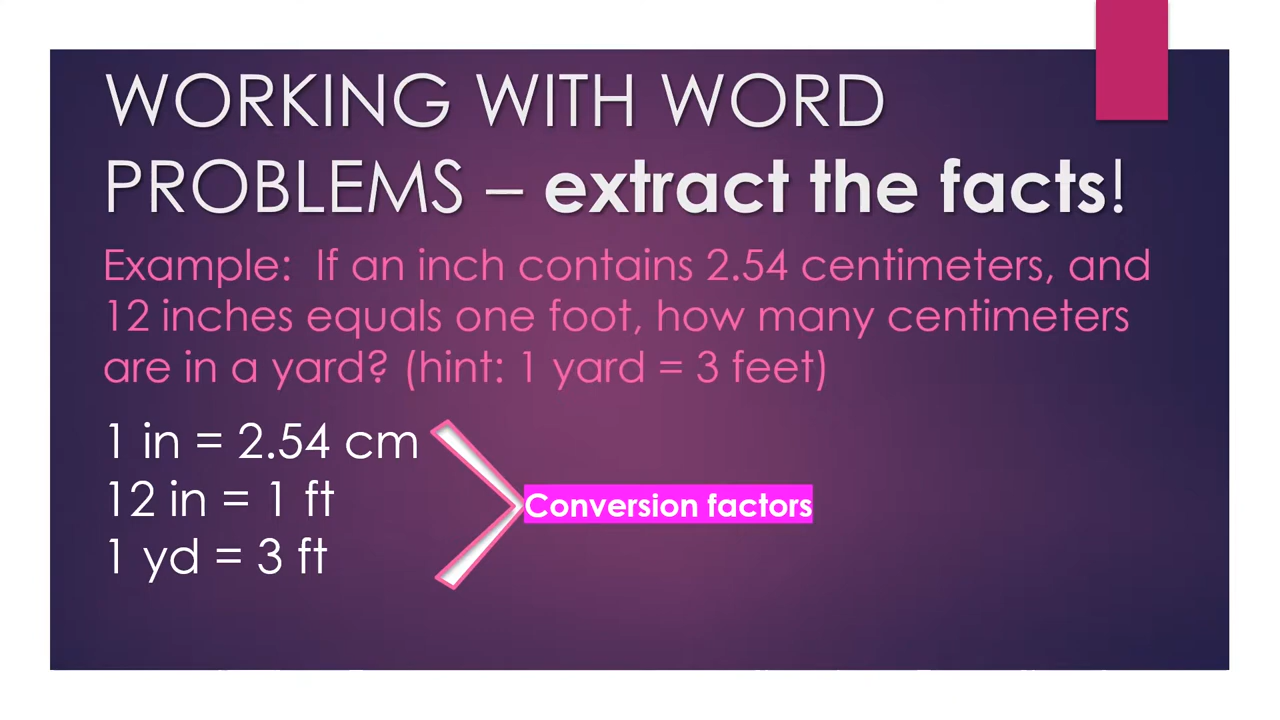 WORKING WITH WORD
PROBLEMS – extract the facts!
Example:  If an inch contains 2.54 centimeters, and
12 inches equals one foot, how many centimeters
are in a yard? (hint: 1 yard = 3 feet)
1 in = 2.54 cm
12 in = 1 ft
1 yd = 3 ft
Conversion factors